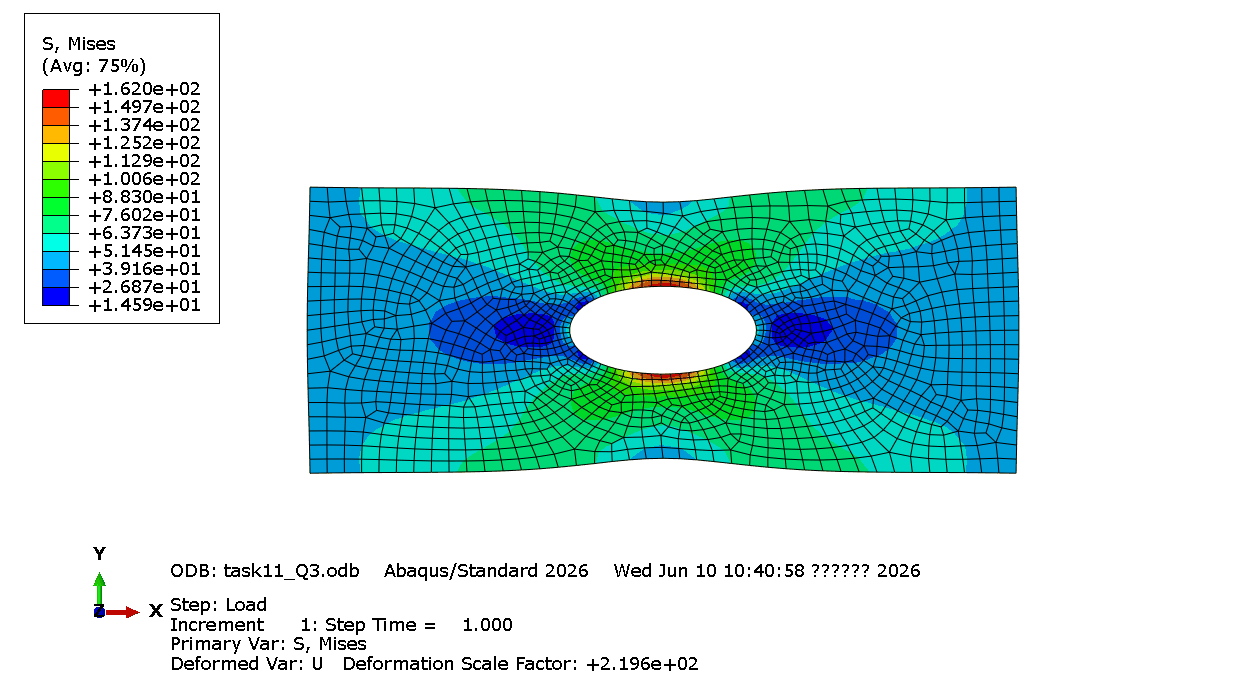 S, Mises
(Avg: 75%)
+1.620e+02
+1.497e+02
+1.374e+02
+1.252e+02
+1.129e+02
+1.006e+02
+8.830e+01
+7.602e+01
+6.373e+01
+5.145e+01
+3.916e+01
+2.687e+01
+1.459e+01
Y
Z
X
ODB: task11_Q3.odb Abaqus/Standard 2026 Wed Jun 10 10:40:58 ?????? 2026
Step: Load
Increment 1: Step Time = 1.000
Primary Var: S, Mises
Deformed Var: U Deformation Scale Factor: +2.196e+02